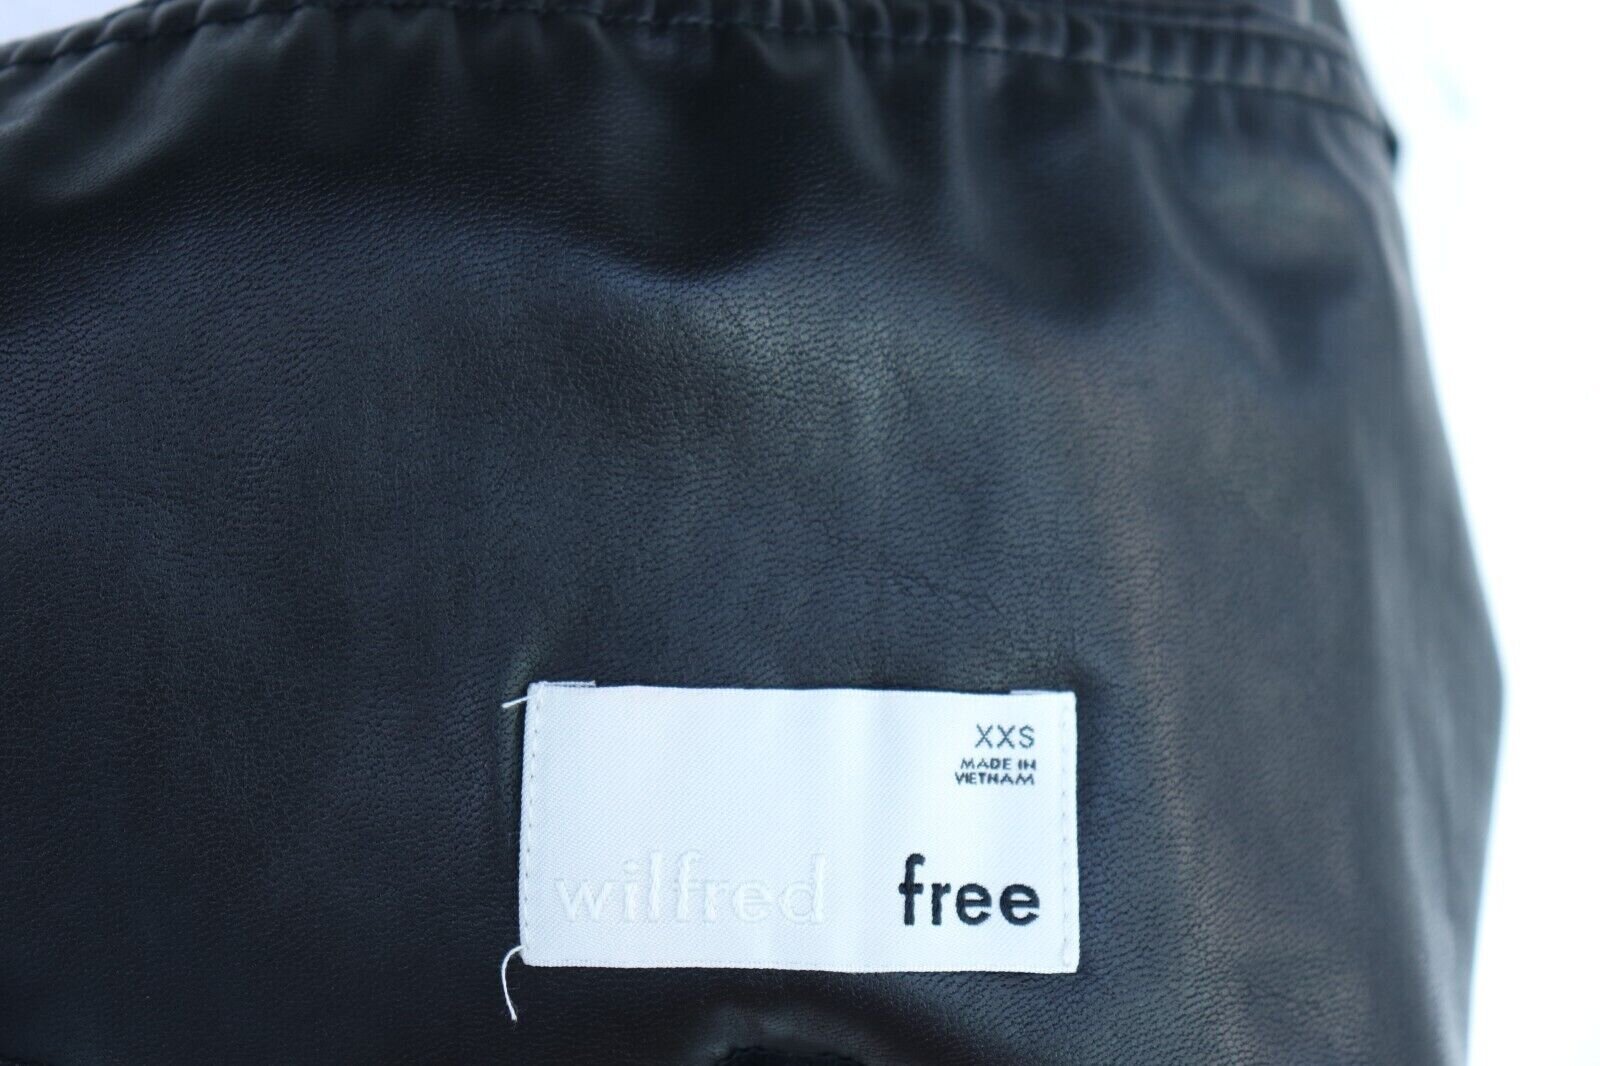 XXS
MADE IN
VIETNAM
wilfred free